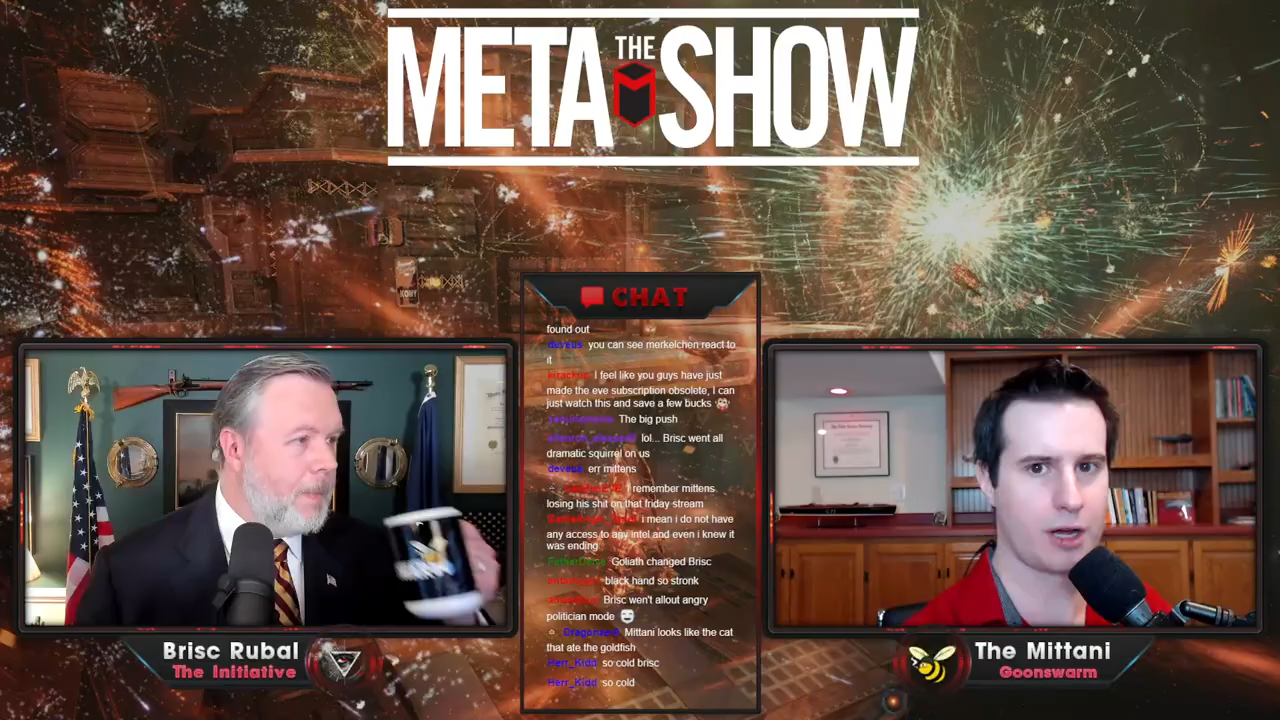 META THE SHOW
CHAT
found out
you can see merkelchen react to
it
I feel like you guys have just
made the eve subscription obsolete, I can
just watch this and save a few bucks
The big push
lol... Brisc went all
dramatic squirrel on us
err mittens
I remember mittens
losing his shit on that friday stream
i mean i do not have
any access to any intel and even i knew it
was ending
Goliath changed Brisc
black hand so stronk
Brisc wen't allout angry
politician mode
Mittani looks like the cat
that ate the goldfish
Herr_Kidd so cold brisc
Herr_Kidd so cold
Brisc Rubal
The Initiative
The Mittani
Goonswarm